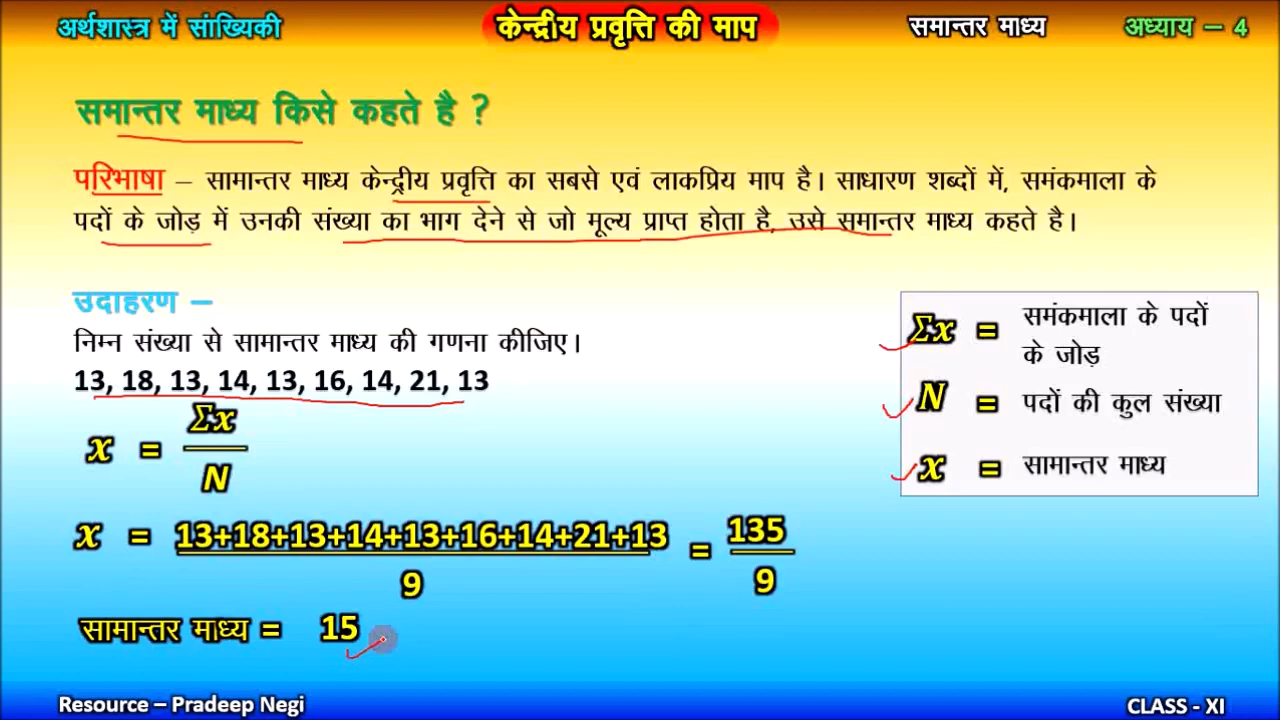 अर्थशास्त्र में सांख्यिकी
केन्द्रीय प्रवृत्ति की माप
समान्तर माध्य
अध्याय – 4
समान्तर माध्य किसे कहते है ?
परिभाषा – सामान्तर माध्य केन्द्रीय प्रवृत्ति का सबसे एवं लाकप्रिय माप है। साधारण शब्दों में, समंकमाला के
पदों के जोड़ में उनकी संख्या का भाग देने से जो मूल्य प्राप्त होता है, उसे समान्तर माध्य कहते है।
उदाहरण –
निम्न संख्या से सामान्तर माध्य की गणना कीजिए।
13, 18, 13, 14, 13, 16, 14, 21, 13
x = Σx
N
x = 13+18+13+14+13+16+14+21+13 = 135
9 9
सामान्तर माध्य = 15
Σx = समंकमाला के पदों
के जोड़
N = पदों की कुल संख्या
x = सामान्तर माध्य
Resource – Pradeep Negi
CLASS - XI